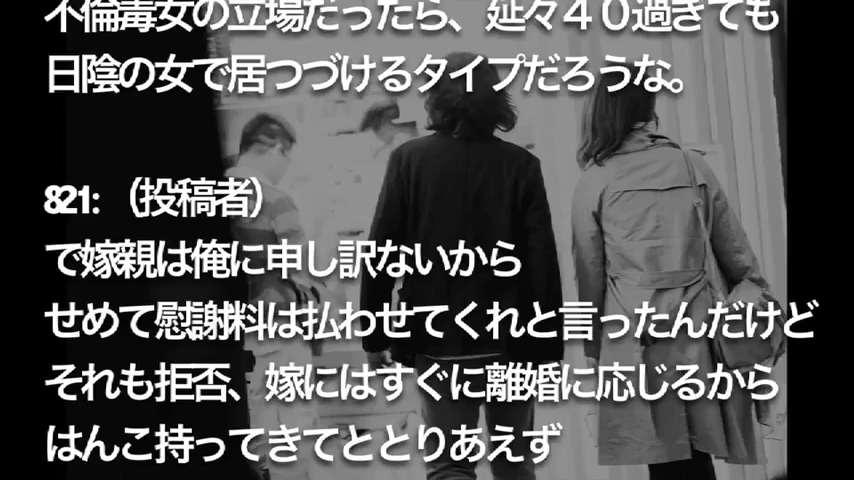 不倫毒女の立場だったら、延々４０過ぎても
日陰の女で居つづけるタイプだろうな。
821: （投稿者）
で嫁親は俺に申し訳ないから
せめて慰謝料は払わせてくれと言ったんだけど
それも拒否、嫁にはすぐに離婚に応じるから
はんこ持ってきてととりあえず